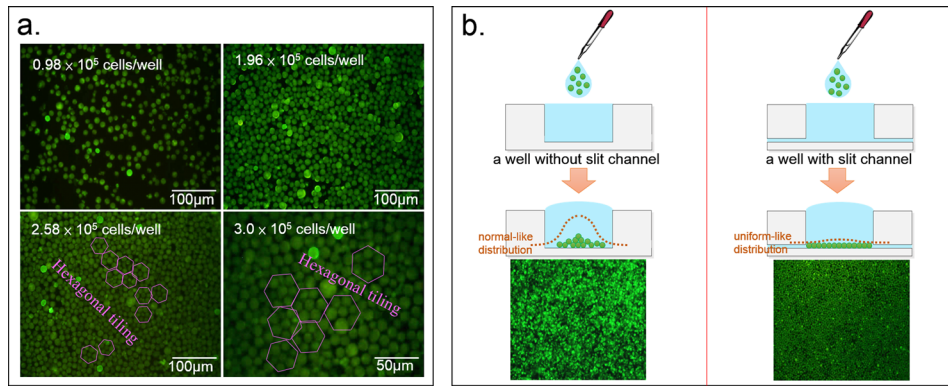 a.
0.98 × 10⁵ cells/well
100μm
1.96 × 10⁵ cells/well
100μm
2.58 × 10⁵ cells/well
Hexagonal tiling
100μm
3.0 × 10⁵ cells/well
Hexagonal tiling
50μm
b.
a well without slit channel
normal-like
distribution
a well with slit channel
uniform-like
distribution